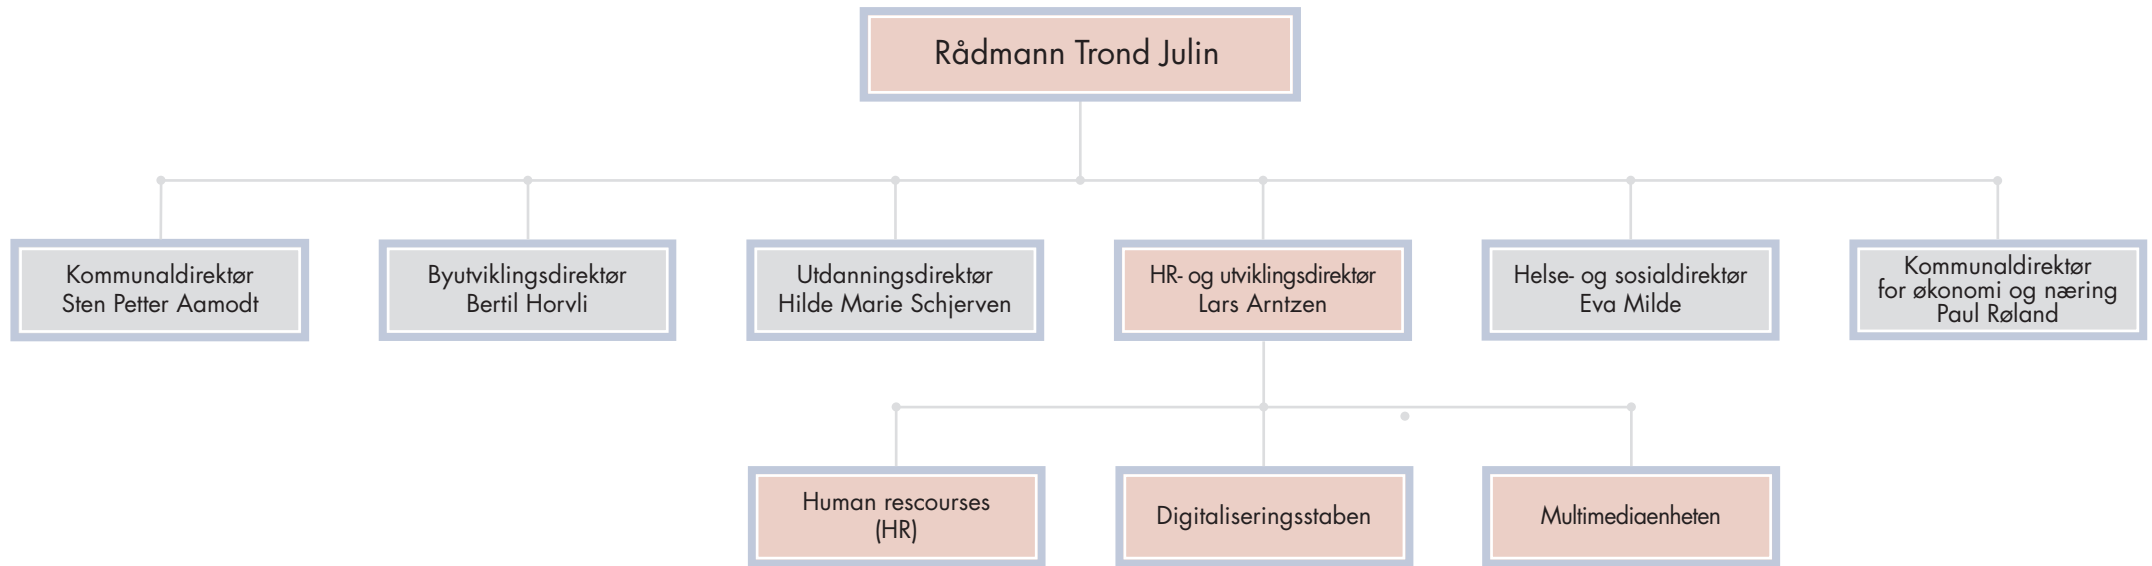 Rådmann Trond Julin
Kommunaldirektør
Sten Petter Aamodt
Byutviklingsdirektør
Bertil Horvli
Utdanningsdirektør
Hilde Marie Schjerven
HR- og utviklingsdirektør
Lars Arntzen
Helse- og sosialdirektør
Eva Milde
Kommunaldirektør
for økonomi og næring
Paul Røland
Human rescourses
(HR)
Digitaliseringsstaben
Multimediaenheten